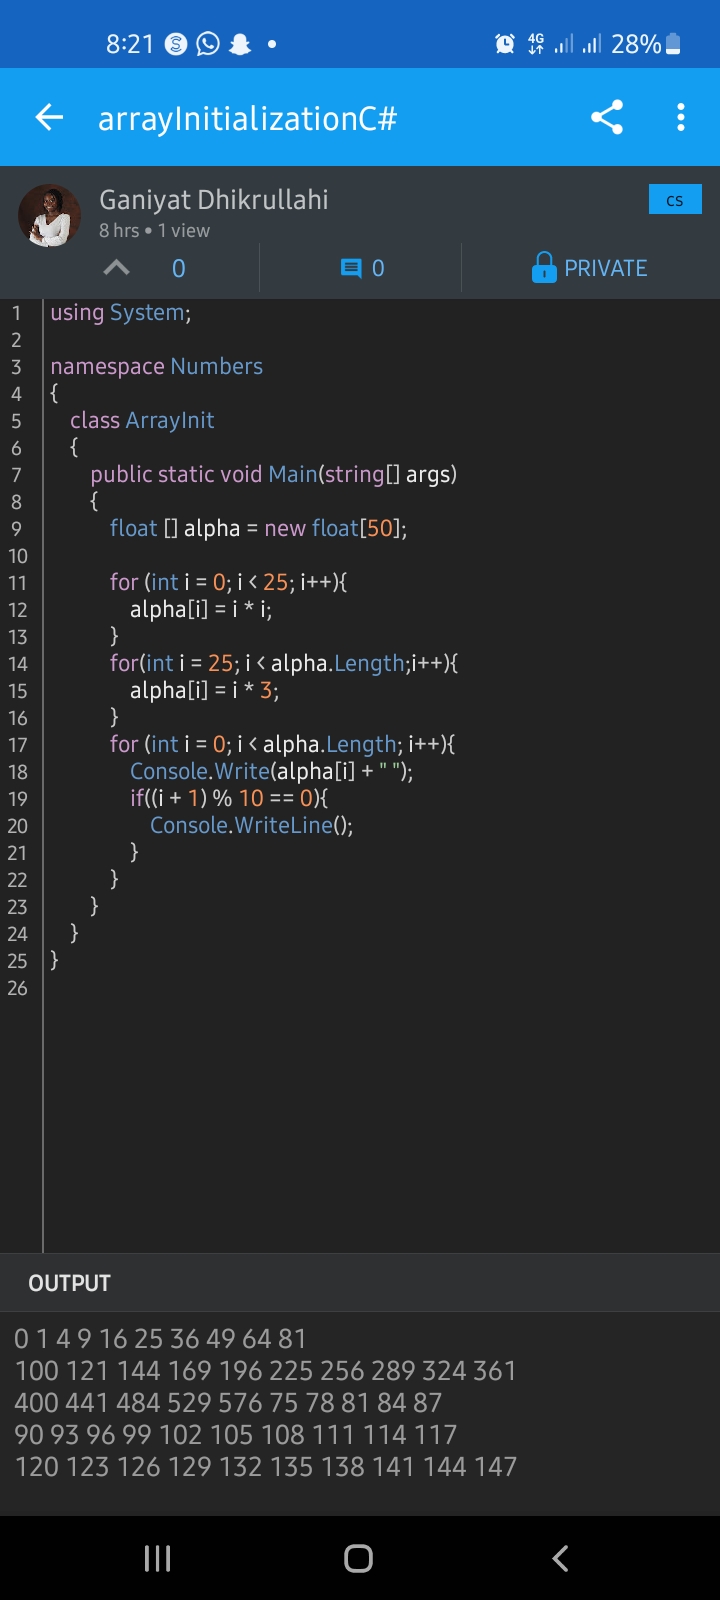 8:21 4G 28%
arrayInitializationC#
Ganiyat Dhikrullahi cs
8 hrs • 1 view
0 0 PRIVATE
1 using System;
2
3 namespace Numbers
4 {
5 class ArrayInit
6 {
7 public static void Main(string[] args)
8 {
9 float [] alpha = new float[50];
10
11 for (int i = 0; i < 25; i++){
12 alpha[i] = i * i;
13 }
14 for(int i = 25; i < alpha.Length;i++){
15 alpha[i] = i * 3;
16 }
17 for (int i = 0; i < alpha.Length; i++){
18 Console.Write(alpha[i] + " ");
19 if((i + 1) % 10 == 0){
20 Console.WriteLine();
21 }
22 }
23 }
24 }
25 }
26
OUTPUT
0 1 4 9 16 25 36 49 64 81
100 121 144 169 196 225 256 289 324 361
400 441 484 529 576 75 78 81 84 87
90 93 96 99 102 105 108 111 114 117
120 123 126 129 132 135 138 141 144 147